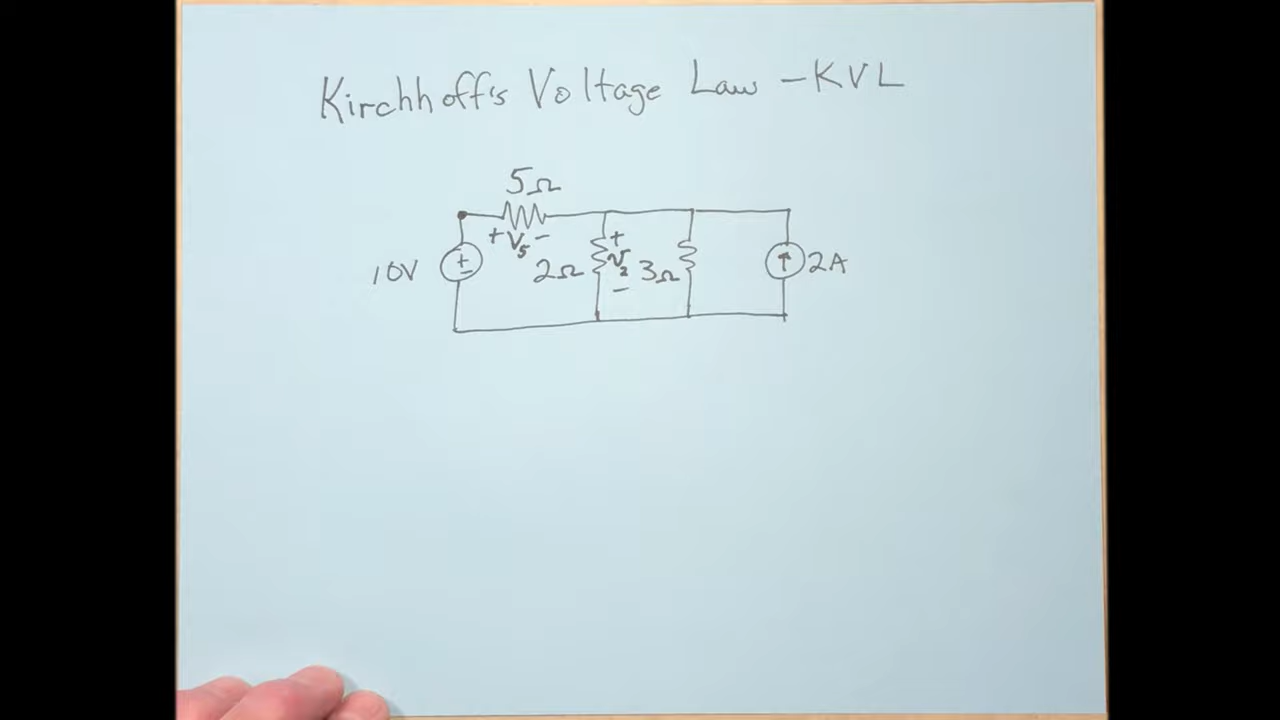 Kirchhoff's Voltage Law - KVL
5Ω
+ V5 -
+
10V
+
-
2Ω
V2
3Ω
2A
-